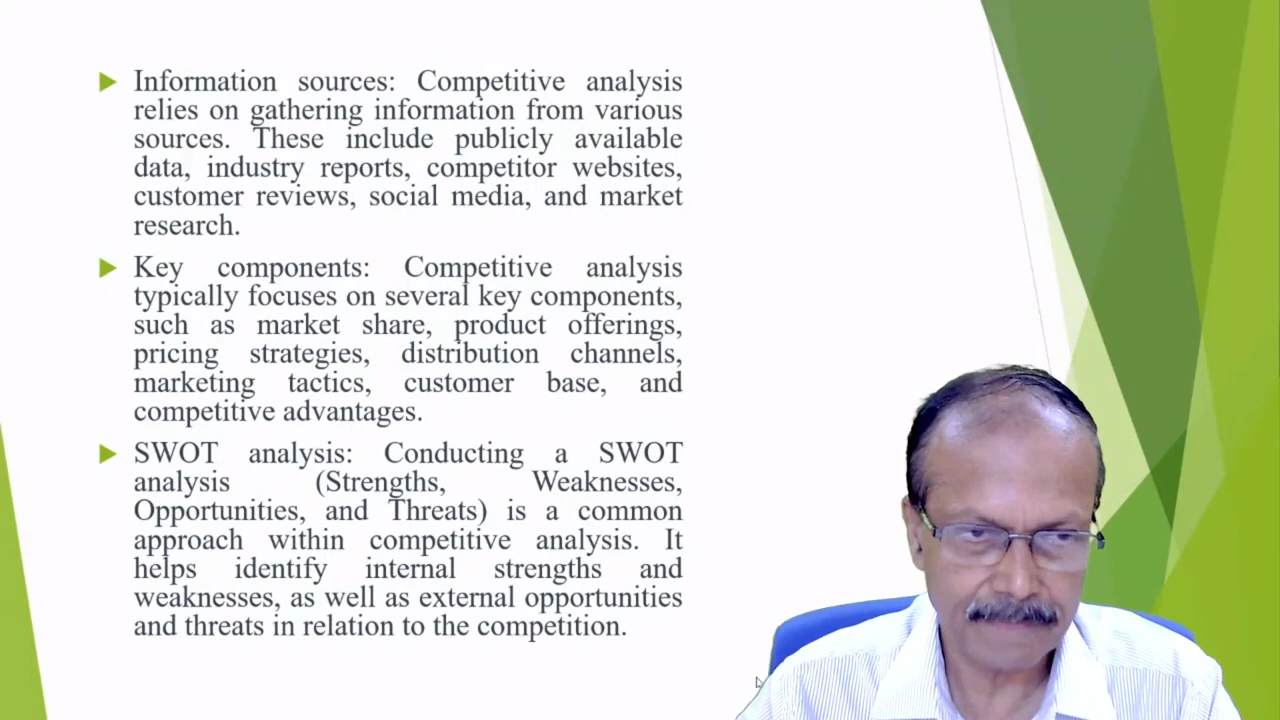 Information sources: Competitive analysis
relies on gathering information from various
sources. These include publicly available
data, industry reports, competitor websites,
customer reviews, social media, and market
research.
Key components: Competitive analysis
typically focuses on several key components,
such as market share, product offerings,
pricing strategies, distribution channels,
marketing tactics, customer base, and
competitive advantages.
SWOT analysis: Conducting a SWOT
analysis (Strengths, Weaknesses,
Opportunities, and Threats) is a common
approach within competitive analysis. It
helps identify internal strengths and
weaknesses, as well as external opportunities
and threats in relation to the competition.